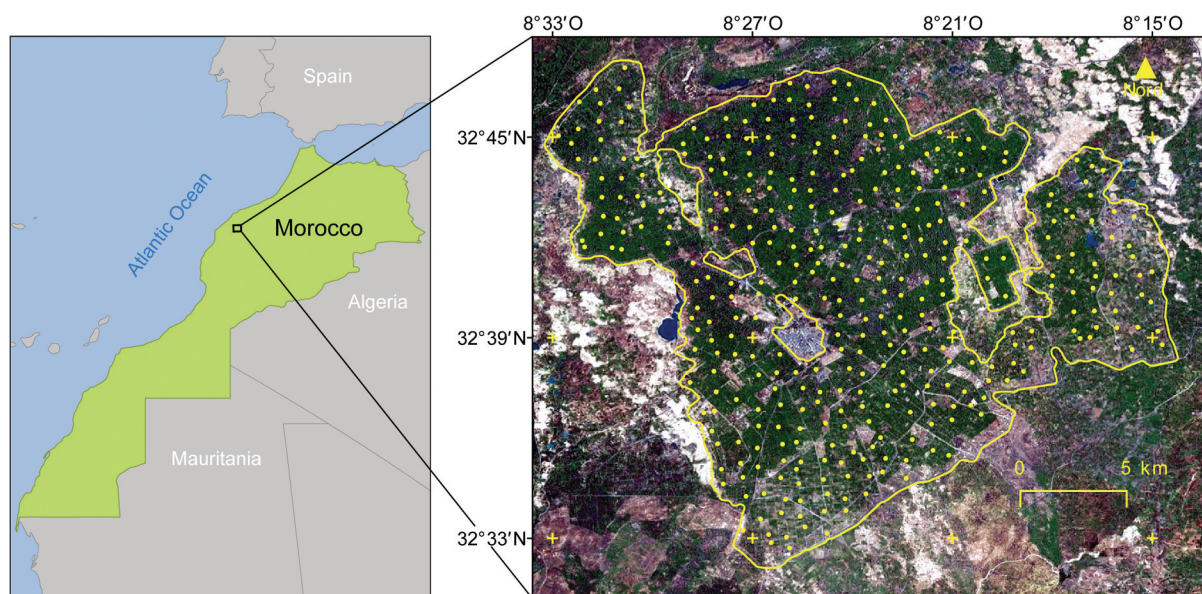 Spain
Atlantic Ocean
Morocco
Algeria
Mauritania
8°33′O
8°27′O
8°21′O
8°15′O
32°45′N
32°39′N
32°33′N
Nord
0
5 km